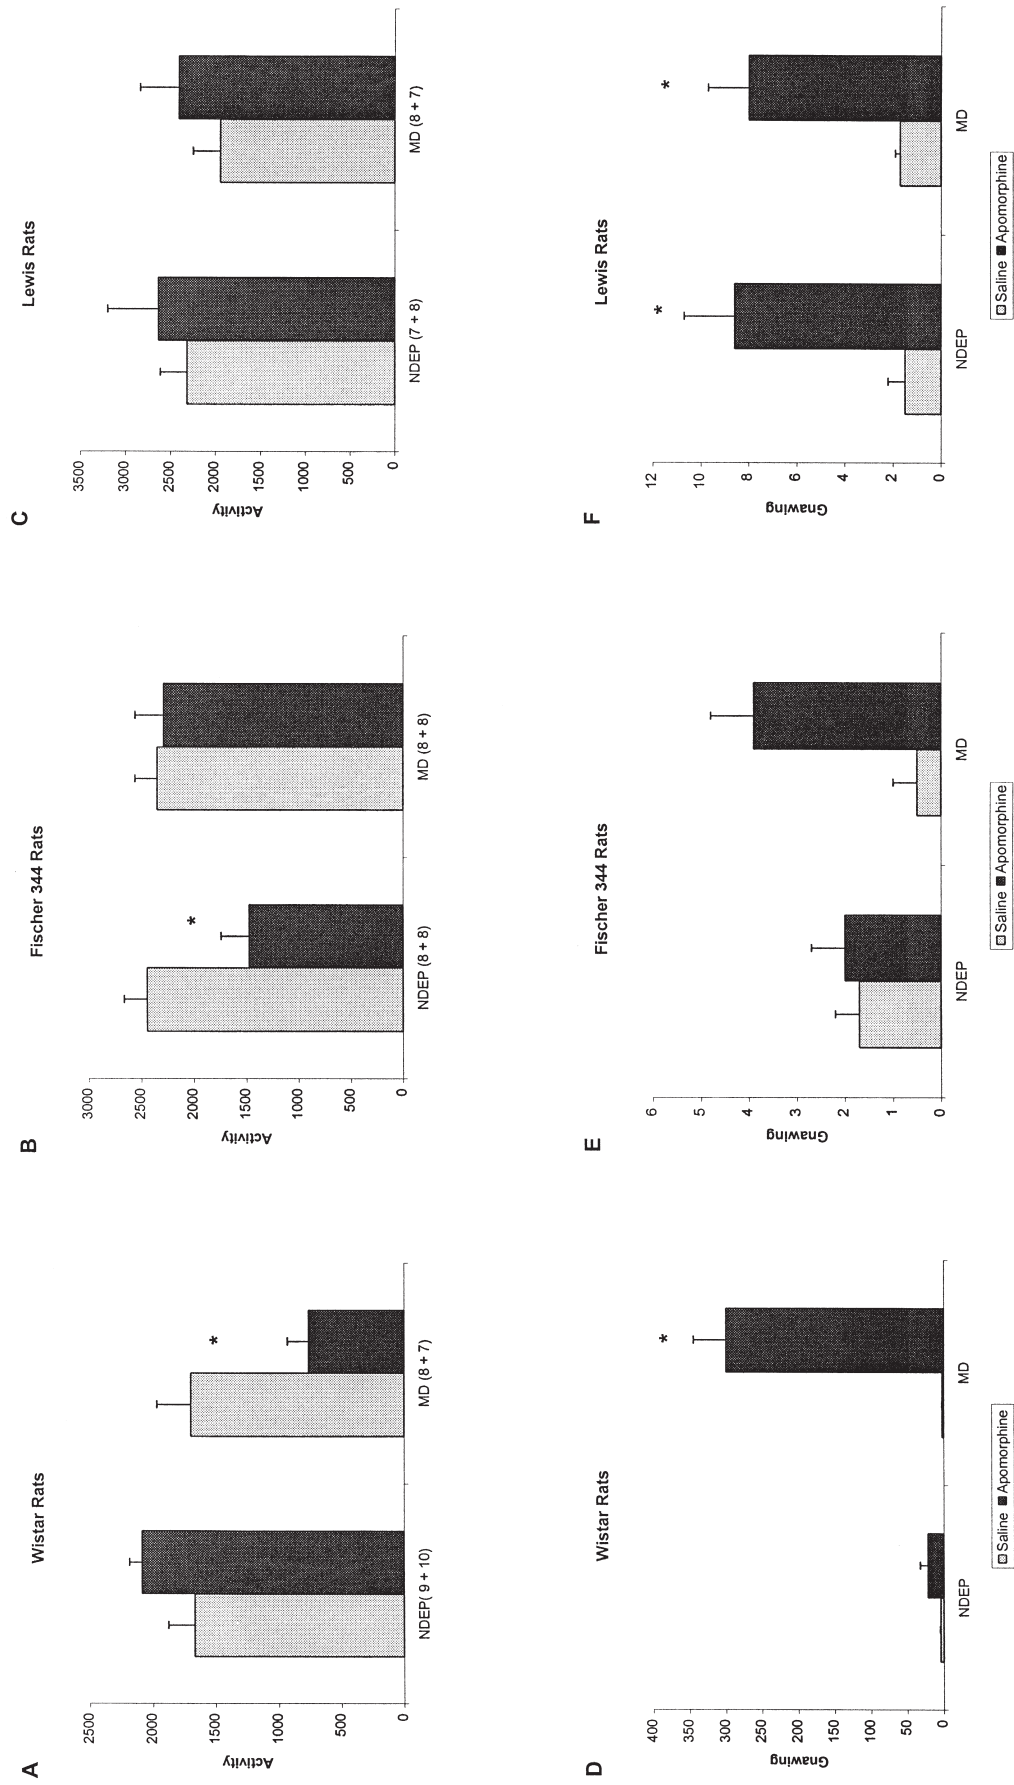 A
Wistar Rats
Activity
2500
2000
1500
1000
500
0
*
NDEP( 9 + 10)
MD (8 + 7)
B
Fischer 344 Rats
Activity
3000
2500
2000
1500
1000
500
0
*
NDEP (8 + 8)
MD (8 + 8)
C
Lewis Rats
Activity
3500
3000
2500
2000
1500
1000
500
0
NDEP (7 + 8)
MD (8 + 7)
D
Wistar Rats
Gnawing
400
350
300
250
200
150
100
50
0
*
NDEP
MD
Saline Apomorphine
E
Fischer 344 Rats
Gnawing
6
5
4
3
2
1
0
NDEP
MD
Saline Apomorphine
F
Lewis Rats
Gnawing
12
10
8
6
4
2
0
*
*
NDEP
MD
Saline Apomorphine